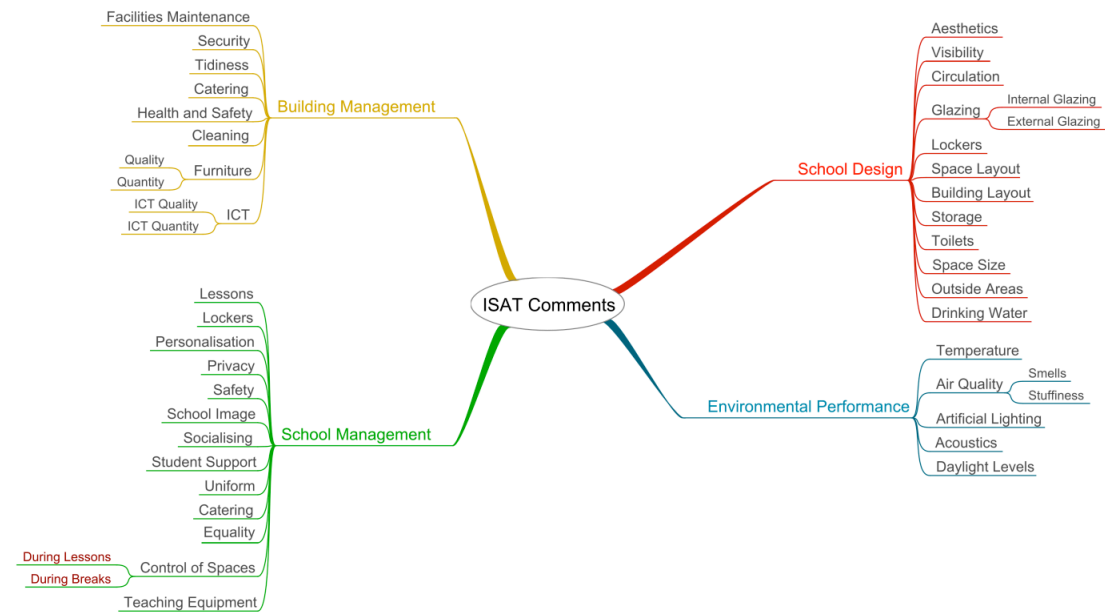 ISAT Comments
Building Management
Facilities Maintenance
Security
Tidiness
Catering
Health and Safety
Cleaning
Furniture
Quality
Quantity
ICT
ICT Quality
ICT Quantity
School Management
Lessons
Lockers
Personalisation
Privacy
Safety
School Image
Socialising
Student Support
Uniform
Catering
Equality
Control of Spaces
During Lessons
During Breaks
Teaching Equipment
School Design
Aesthetics
Visibility
Circulation
Glazing
Internal Glazing
External Glazing
Lockers
Space Layout
Building Layout
Storage
Toilets
Space Size
Outside Areas
Drinking Water
Environmental Performance
Temperature
Air Quality
Smells
Stuffiness
Artificial Lighting
Acoustics
Daylight Levels